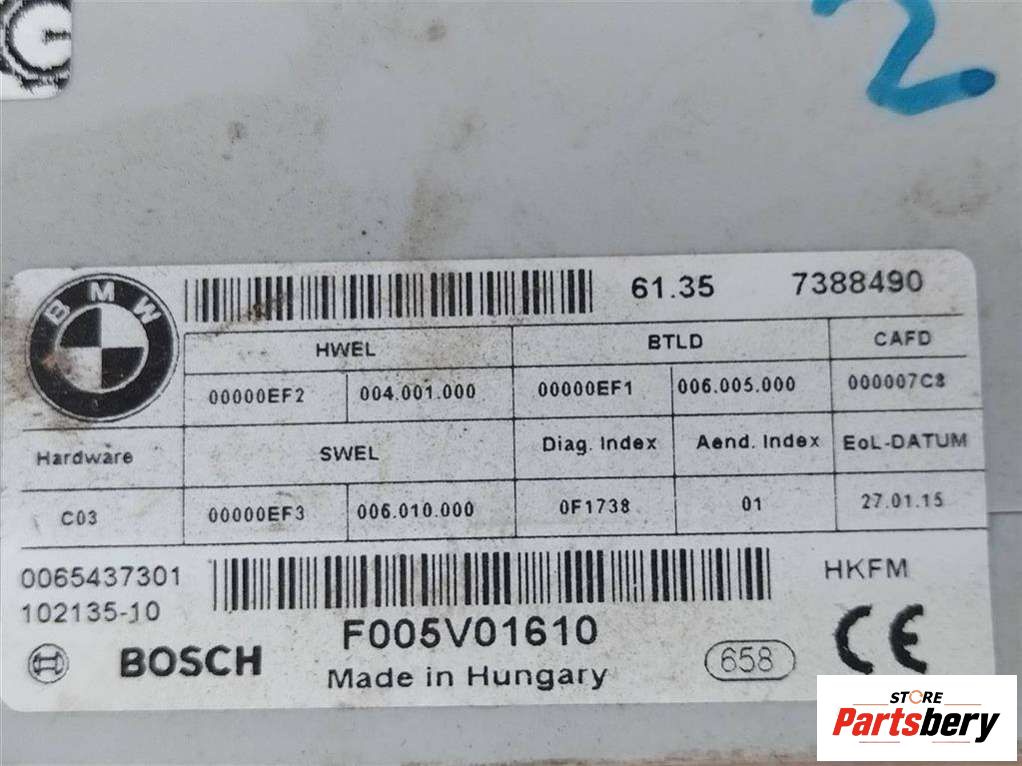 2
BMW
61.35 7388490
HWEL BTLD CAFD
00000EF2 004.001.000 00000EF1 006.005.000 000007C8
Hardware SWEL Diag. Index Aend. Index EoL-DATUM
C03 00000EF3 006.010.000 0F1738 01 27.01.15
0065437301 HKFM
102135-10
F005V01610
BOSCH Made in Hungary 658 CE
STORE
Partsbery